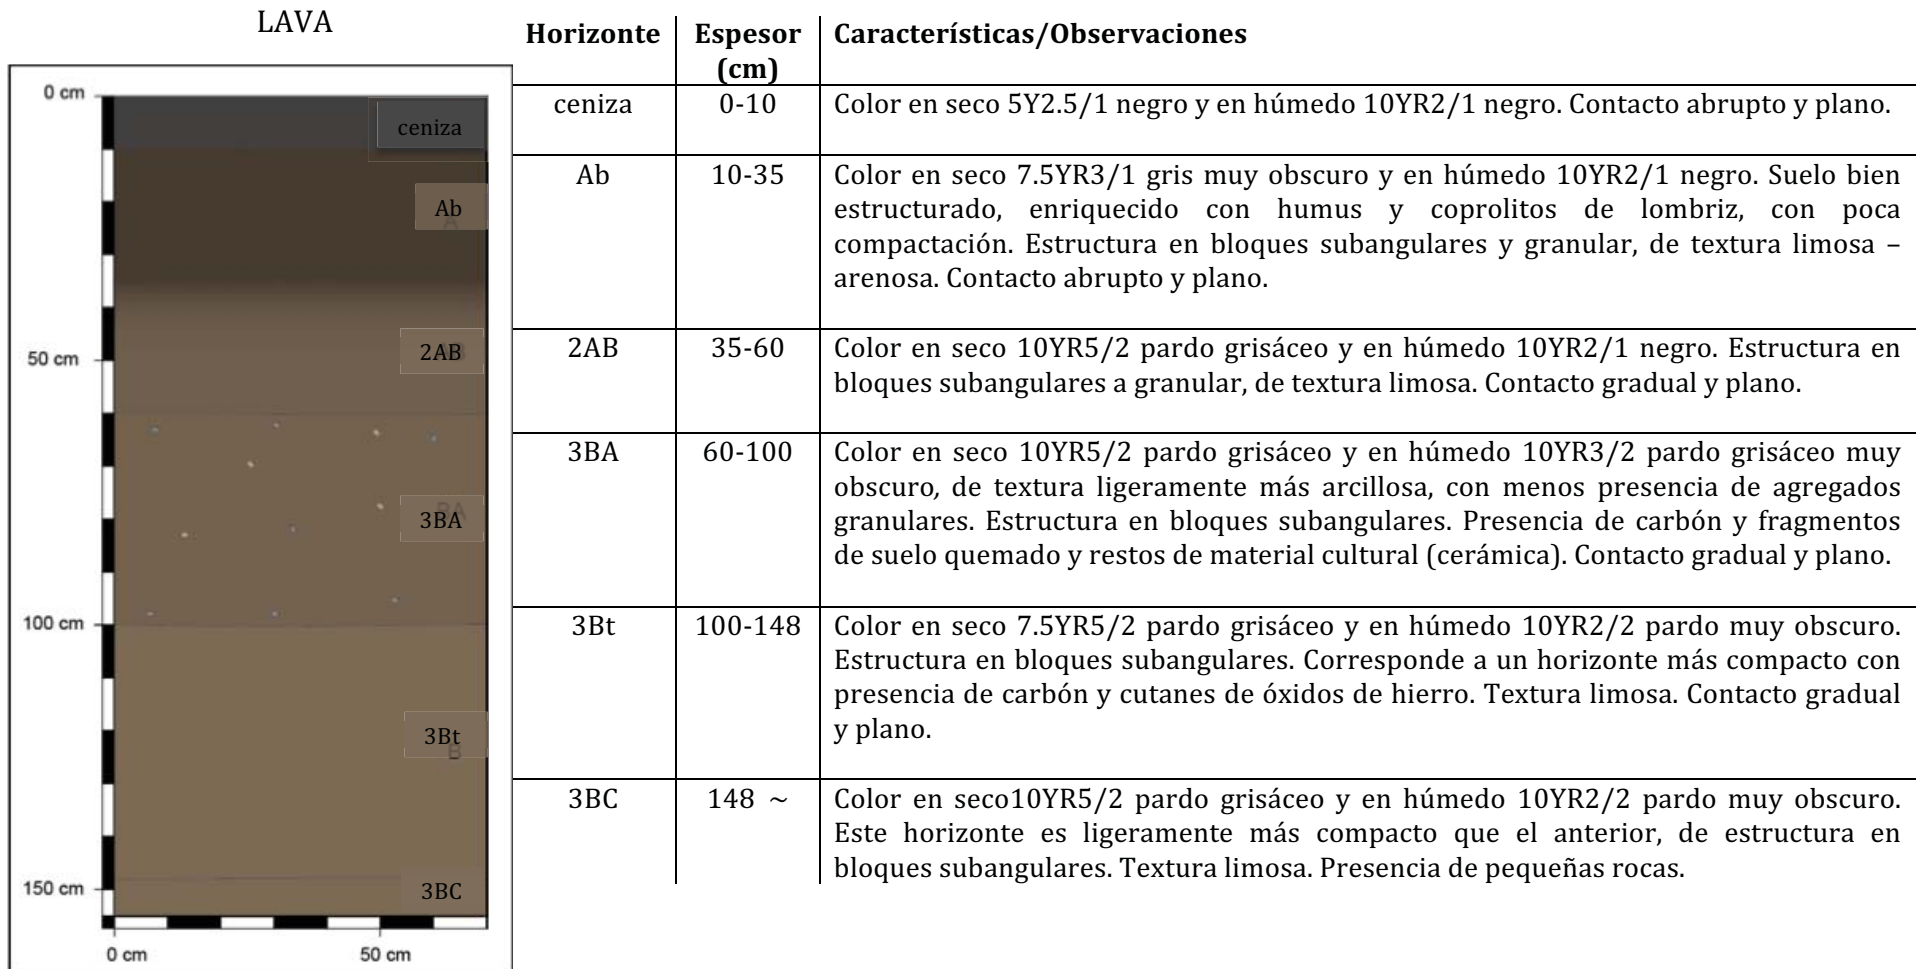 LAVA
0 cm
50 cm
100 cm
150 cm
0 cm
50 cm
ceniza
Ab
2AB
3BA
3Bt
3BC
Horizonte
Espesor
(cm)
Características/Observaciones
ceniza
0-10
Color en seco 5Y2.5/1 negro y en húmedo 10YR2/1 negro. Contacto abrupto y plano.
Ab
10-35
Color en seco 7.5YR3/1 gris muy obscuro y en húmedo 10YR2/1 negro. Suelo bien
estructurado, enriquecido con humus y coprolitos de lombriz, con poca
compactación. Estructura en bloques subangulares y granular, de textura limosa –
arenosa. Contacto abrupto y plano.
2AB
35-60
Color en seco 10YR5/2 pardo grisáceo y en húmedo 10YR2/1 negro. Estructura en
bloques subangulares a granular, de textura limosa. Contacto gradual y plano.
3BA
60-100
Color en seco 10YR5/2 pardo grisáceo y en húmedo 10YR3/2 pardo grisáceo muy
obscuro, de textura ligeramente más arcillosa, con menos presencia de agregados
granulares. Estructura en bloques subangulares. Presencia de carbón y fragmentos
de suelo quemado y restos de material cultural (cerámica). Contacto gradual y plano.
3Bt
100-148
Color en seco 7.5YR5/2 pardo grisáceo y en húmedo 10YR2/2 pardo muy obscuro.
Estructura en bloques subangulares. Corresponde a un horizonte más compacto con
presencia de carbón y cutanes de óxidos de hierro. Textura limosa. Contacto gradual
y plano.
3BC
148 ~
Color en seco10YR5/2 pardo grisáceo y en húmedo 10YR2/2 pardo muy obscuro.
Este horizonte es ligeramente más compacto que el anterior, de estructura en
bloques subangulares. Textura limosa. Presencia de pequeñas rocas.